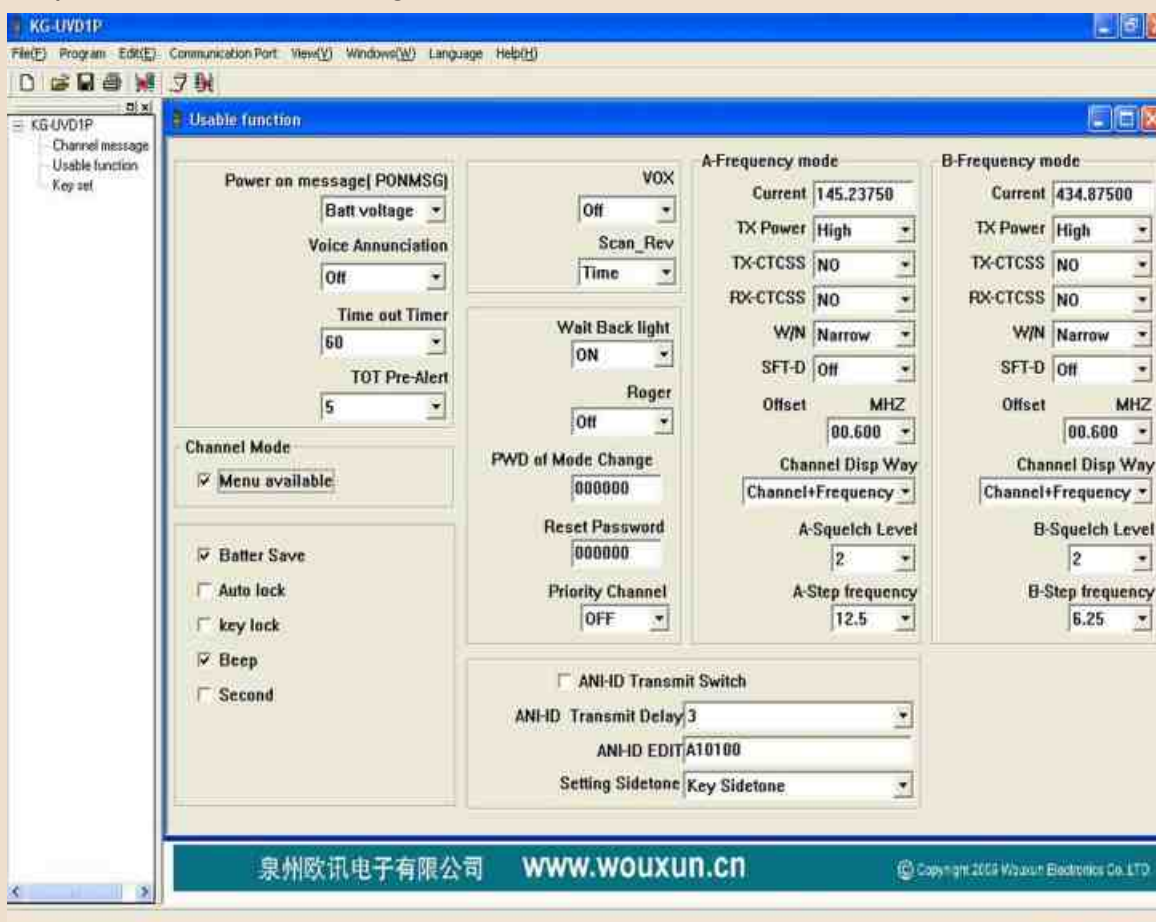 KG-UVD1P
File(F) Program Edit(E) Communication Port View(V) Windows(W) Language Help(H)
KG-UVD1P
Channel message
Usable function
Key set
Usable function
Power on message( PONMSG)
Batt voltage
Voice Annunciation
Off
Time out Timer
60
TOT Pre-Alert
5
Channel Mode
Menu available
Batter Save
Auto lock
key lock
Beep
Second
VOX
Off
Scan_Rev
Time
Wait Back light
ON
Roger
Off
PWD of Mode Change
000000
Reset Password
000000
Priority Channel
OFF
A-Frequency mode
Current 145.23750
TX Power High
TX-CTCSS NO
RX-CTCSS NO
W/N Narrow
SFT-D Off
Offset MHZ
00.600
Channel Disp Way
Channel+Frequency
A-Squelch Level
2
A-Step frequency
12.5
B-Frequency mode
Current 434.87500
TX Power High
TX-CTCSS NO
RX-CTCSS NO
W/N Narrow
SFT-D Off
Offset MHZ
00.600
Channel Disp Way
Channel+Frequency
B-Squelch Level
2
B-Step frequency
6.25
ANI-ID Transmit Switch
ANI-ID Transmit Delay 3
ANI-ID EDIT A10100
Setting Sidetone Key Sidetone
泉州欧讯电子有限公司 www.wouxun.cn © Copyright Wouxun Electronics Co. LTD